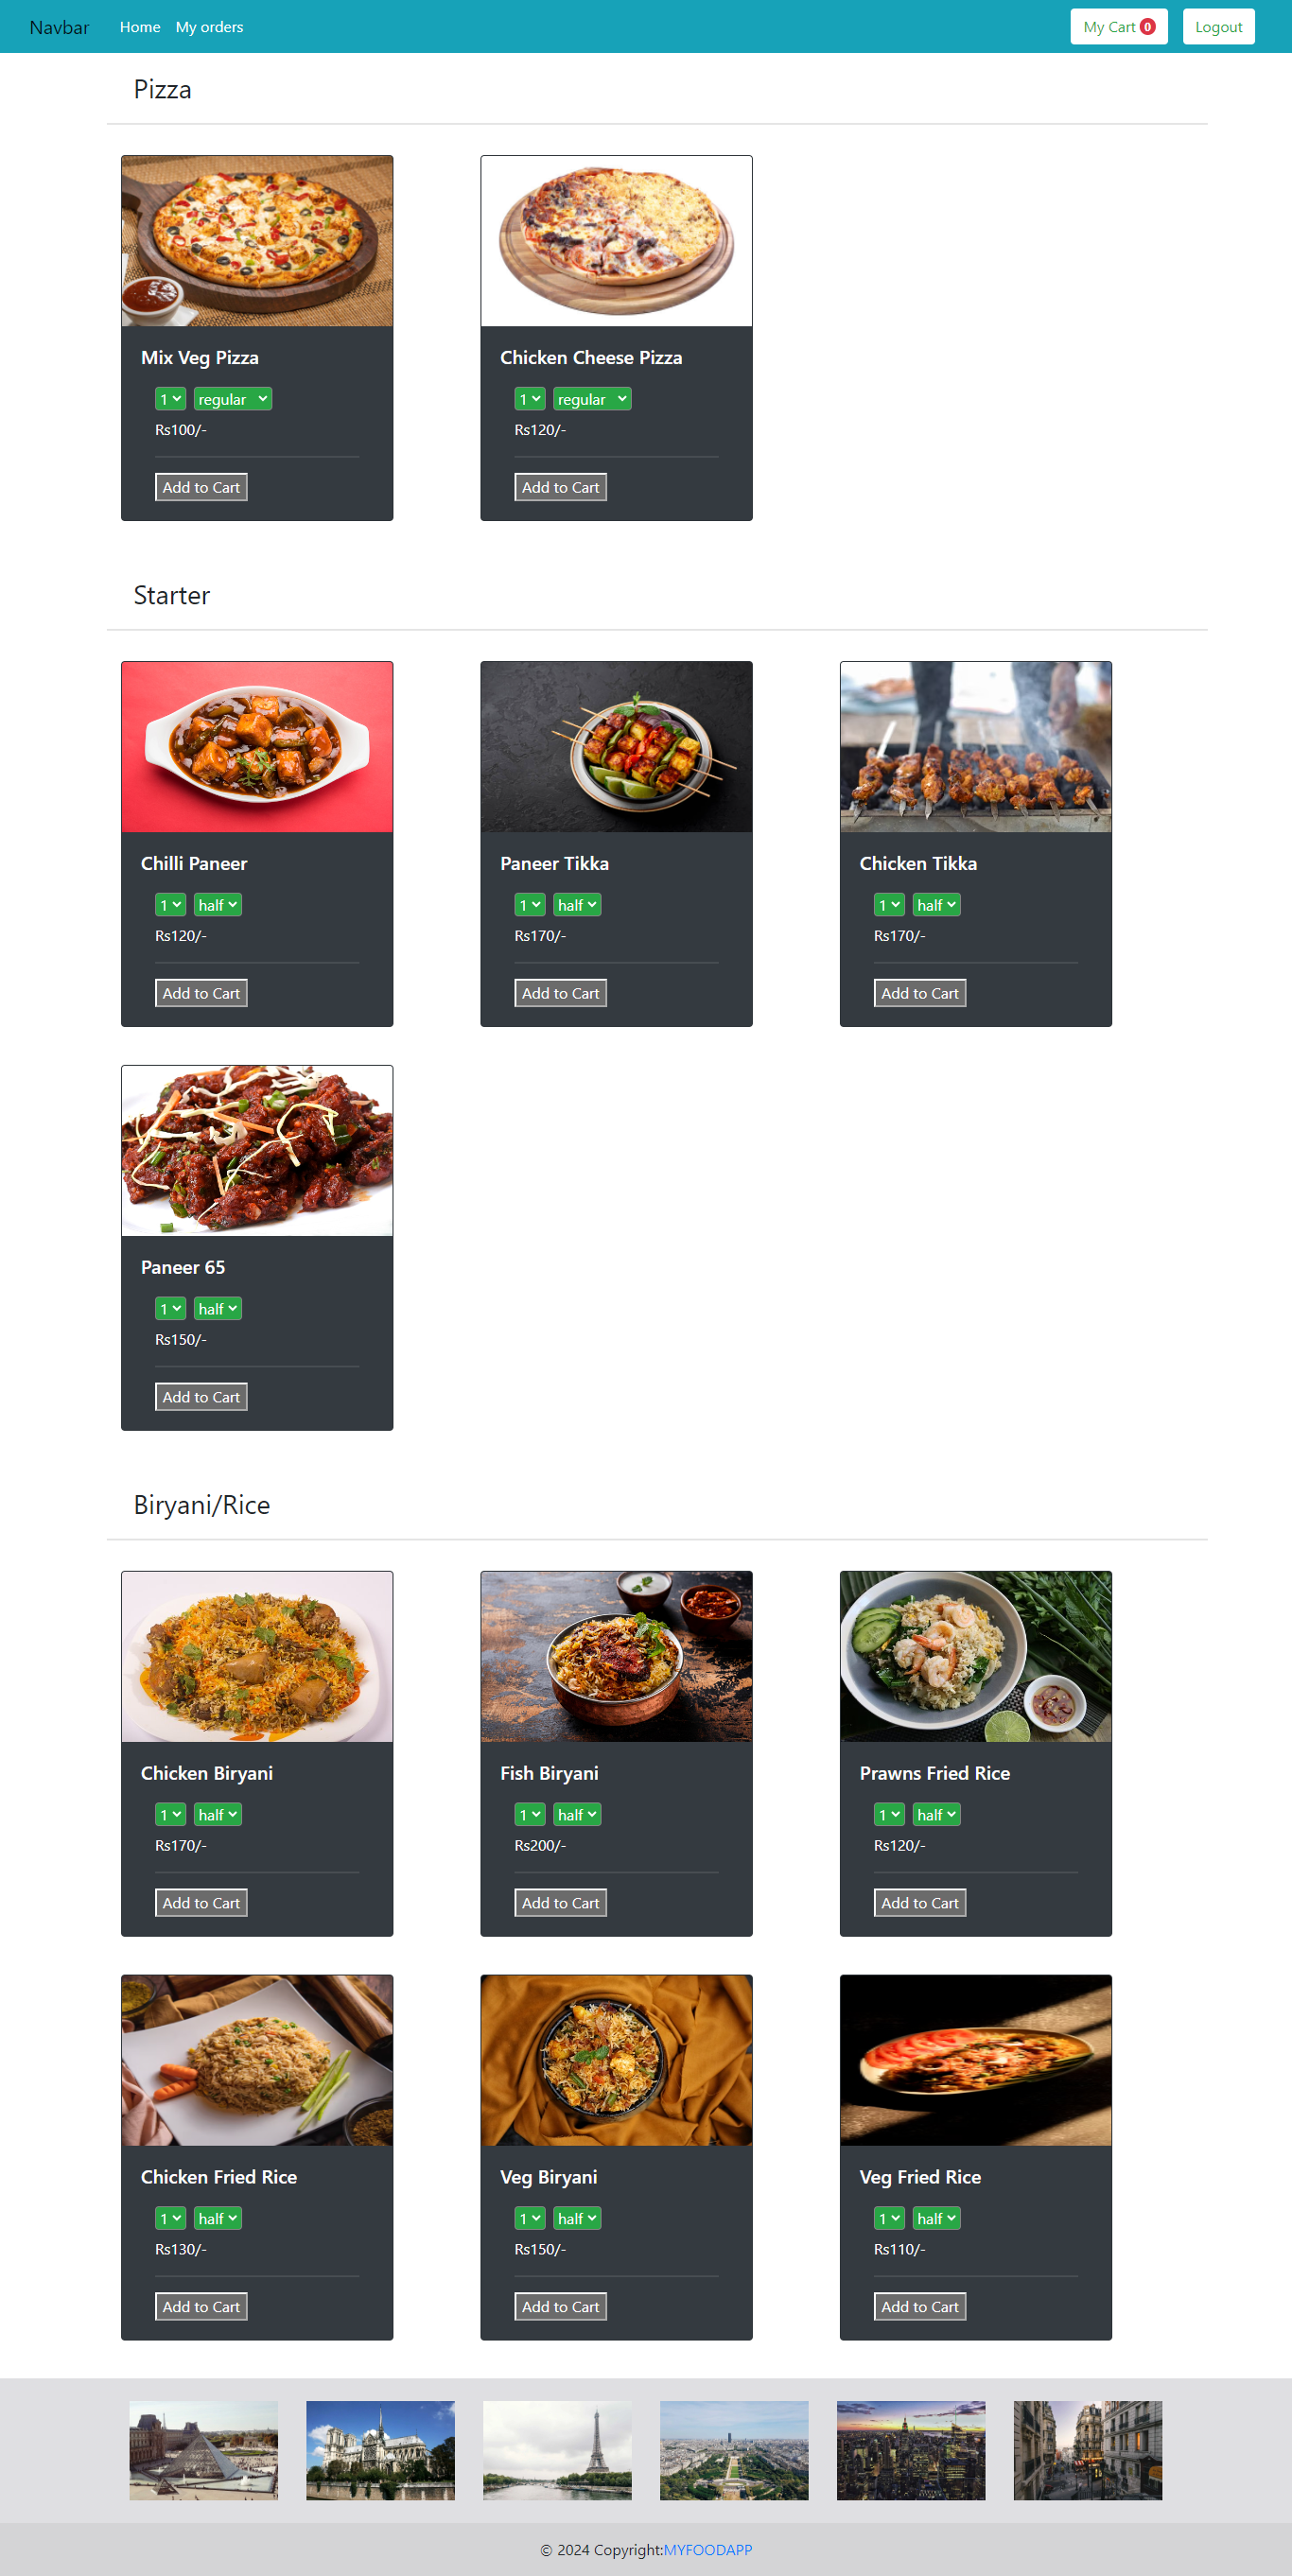 Navbar Home My orders My Cart 0 Logout
Pizza
Mix Veg Pizza
1 regular
Rs100/-
Add to Cart
Chicken Cheese Pizza
1 regular
Rs120/-
Add to Cart
Starter
Chilli Paneer
1 half
Rs120/-
Add to Cart
Paneer Tikka
1 half
Rs170/-
Add to Cart
Chicken Tikka
1 half
Rs170/-
Add to Cart
Paneer 65
1 half
Rs150/-
Add to Cart
Biryani/Rice
Chicken Biryani
1 half
Rs170/-
Add to Cart
Fish Biryani
1 half
Rs200/-
Add to Cart
Prawns Fried Rice
1 half
Rs120/-
Add to Cart
Chicken Fried Rice
1 half
Rs130/-
Add to Cart
Veg Biryani
1 half
Rs150/-
Add to Cart
Veg Fried Rice
1 half
Rs110/-
Add to Cart
© 2024 Copyright:MYFOODAPP